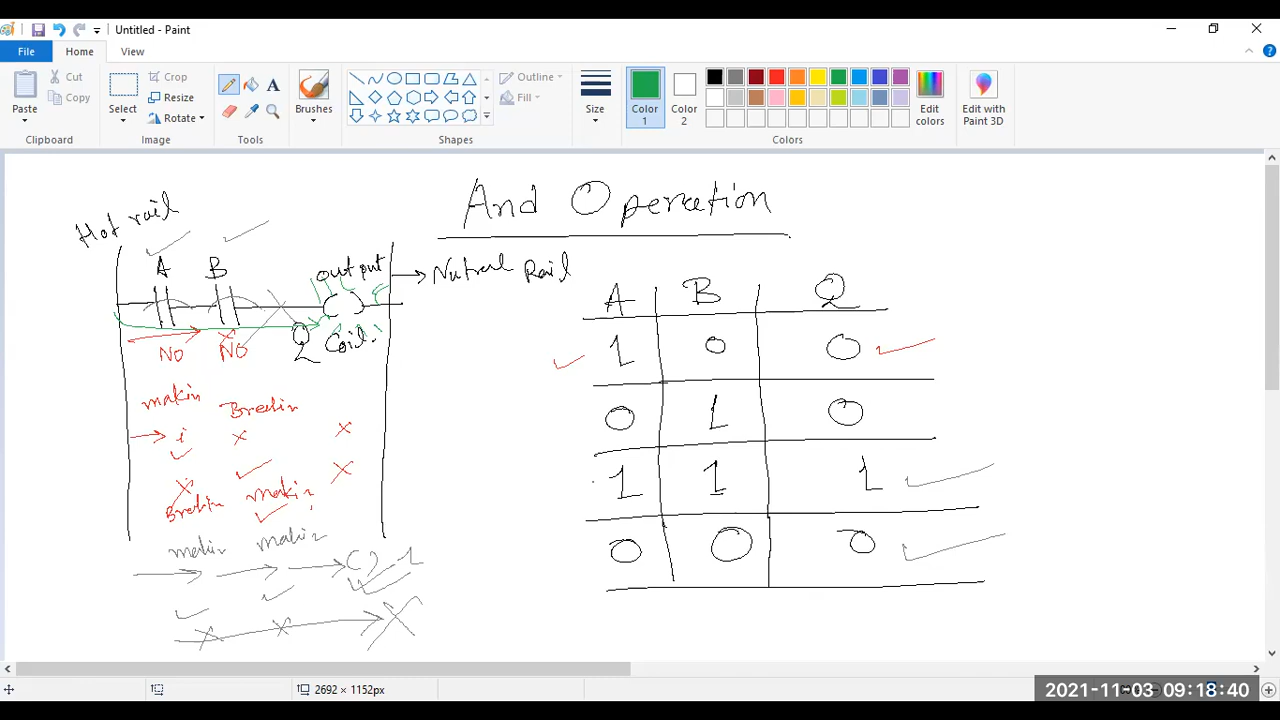 Untitled - Paint
File Home View
Paste
Cut
Copy
Clipboard
Select
Crop
Resize
Rotate
Image
Tools
Brushes
Shapes
Outline
Fill
Size
Color 1
Color 2
Colors
Edit colors
Edit with Paint 3D
And Operation
Hot rail
A B output
Nutral Rail
Q Coil
NO NO
makin Breakin
i
Breakin makin
makin makin
1
A B Q
1 0 0
0 1 0
1 1 1
0 0 0
2692 × 1152px
2021-11-03 09:18:40